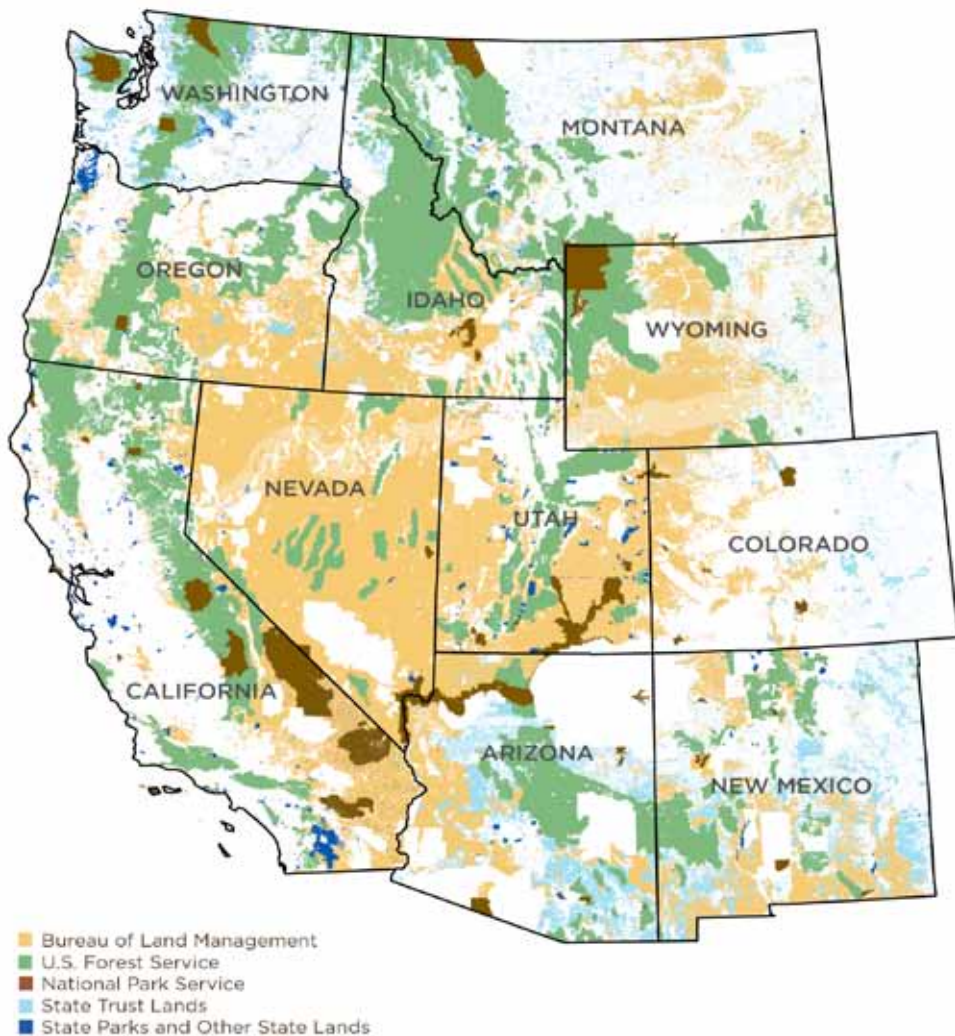 WASHINGTON
MONTANA
OREGON
IDAHO
WYOMING
NEVADA
UTAH
COLORADO
CALIFORNIA
ARIZONA
NEW MEXICO
Bureau of Land Management
U.S. Forest Service
National Park Service
State Trust Lands
State Parks and Other State Lands